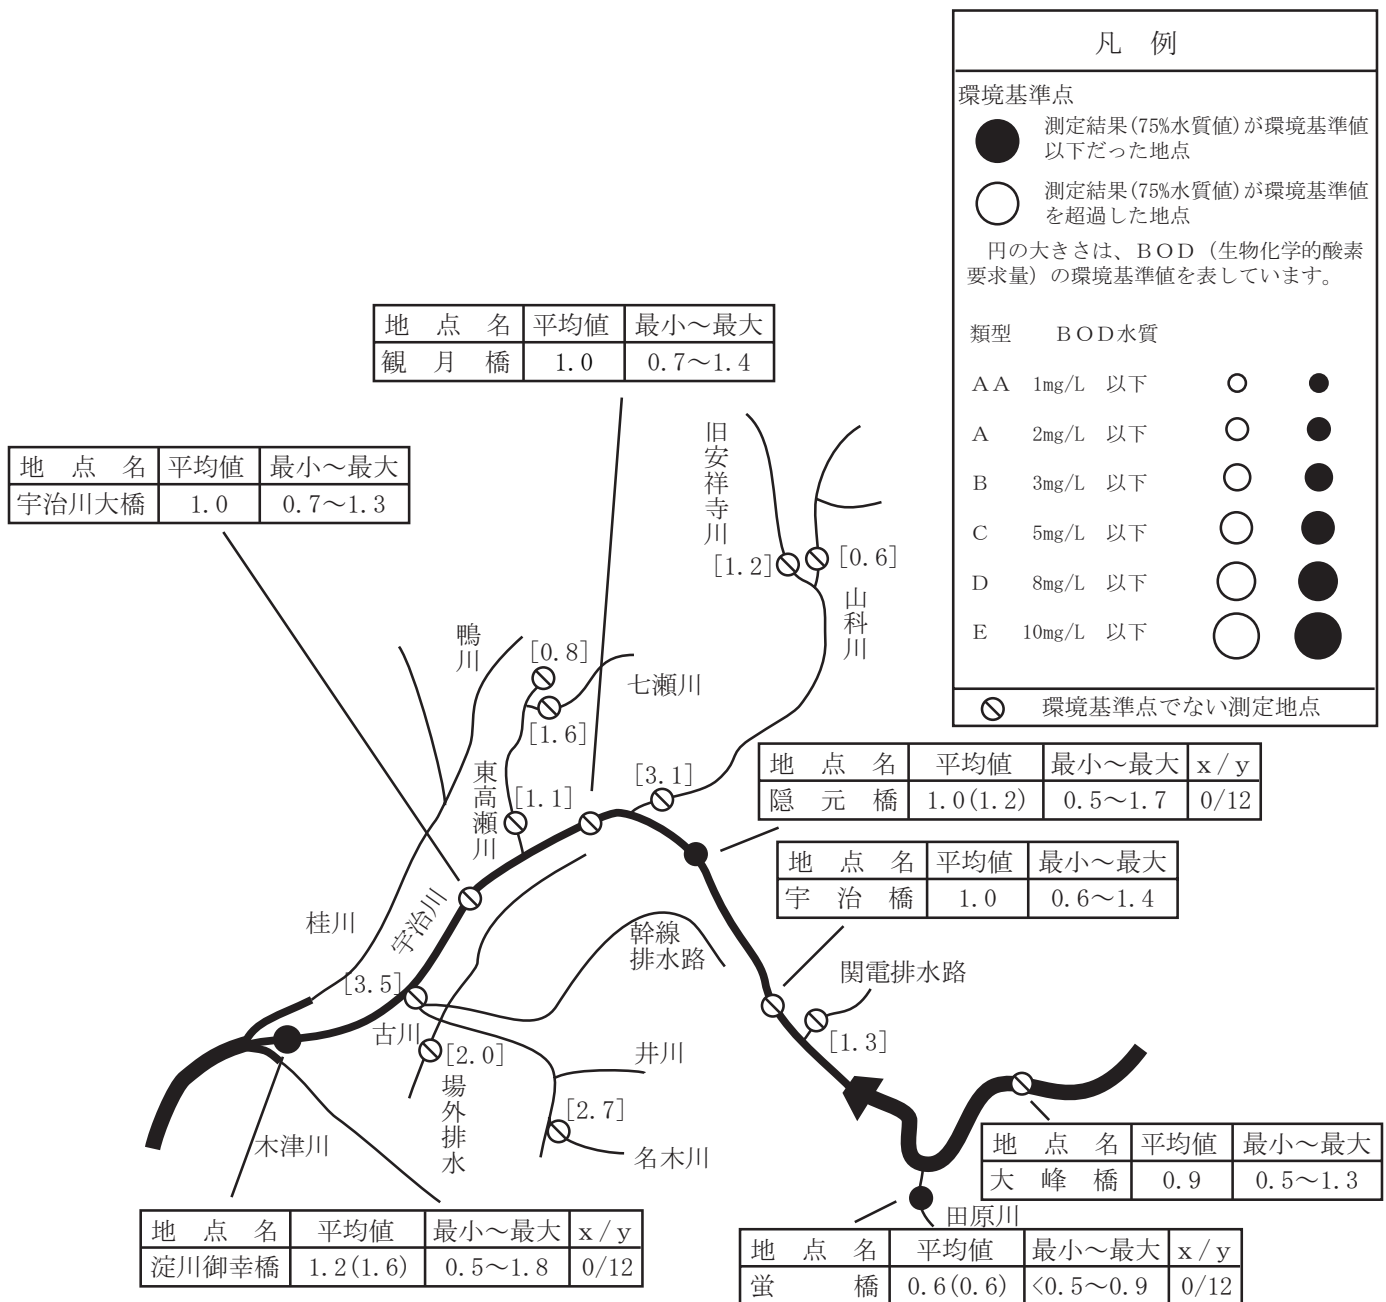 凡 例
環境基準点
測定結果(75%水質値)が環境基準値
以下だった地点
測定結果(75%水質値)が環境基準値
を超過した地点
円の大きさは、BOD(生物化学的酸素
要求量)の環境基準値を表しています。
類型 BOD水質
AA 1mg/L 以下
A 2mg/L 以下
B 3mg/L 以下
C 5mg/L 以下
D 8mg/L 以下
E 10mg/L 以下
環境基準点でない測定地点
地 点 名 平均値 最小～最大
観 月 橋 1.0 0.7～1.4
地 点 名 平均値 最小～最大
宇治川大橋 1.0 0.7～1.3
旧安祥寺川
[1.2]
[0.6]
山科川
鴨川
[0.8]
七瀬川
[1.6]
東高瀬川
[1.1]
[3.1]
地 点 名 平均値 最小～最大 x/y
隠 元 橋 1.0(1.2) 0.5～1.7 0/12
地 点 名 平均値 最小～最大
宇 治 橋 1.0 0.6～1.4
桂川
宇治川
幹線
排水路
関電排水路
[3.5]
古川
[2.0]
[1.3]
井川
場外排水
[2.7]
名木川
木津川
地 点 名 平均値 最小～最大
大 峰 橋 0.9 0.5～1.3
田原川
地 点 名 平均値 最小～最大 x/y
淀川御幸橋 1.2(1.6) 0.5～1.8 0/12
地 点 名 平均値 最小～最大 x/y
蛍 橋 0.6(0.6) <0.5～0.9 0/12